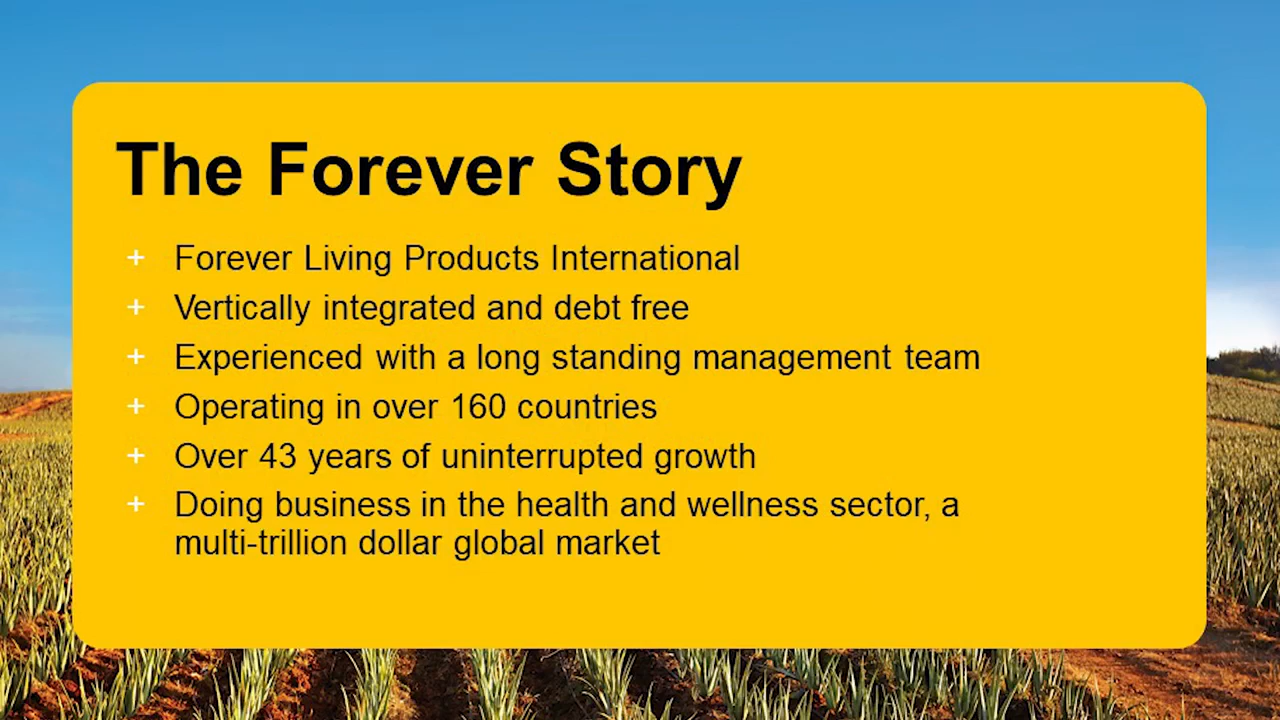 The Forever Story
+ Forever Living Products International
+ Vertically integrated and debt free
+ Experienced with a long standing management team
+ Operating in over 160 countries
+ Over 43 years of uninterrupted growth
+ Doing business in the health and wellness sector, a
multi-trillion dollar global market